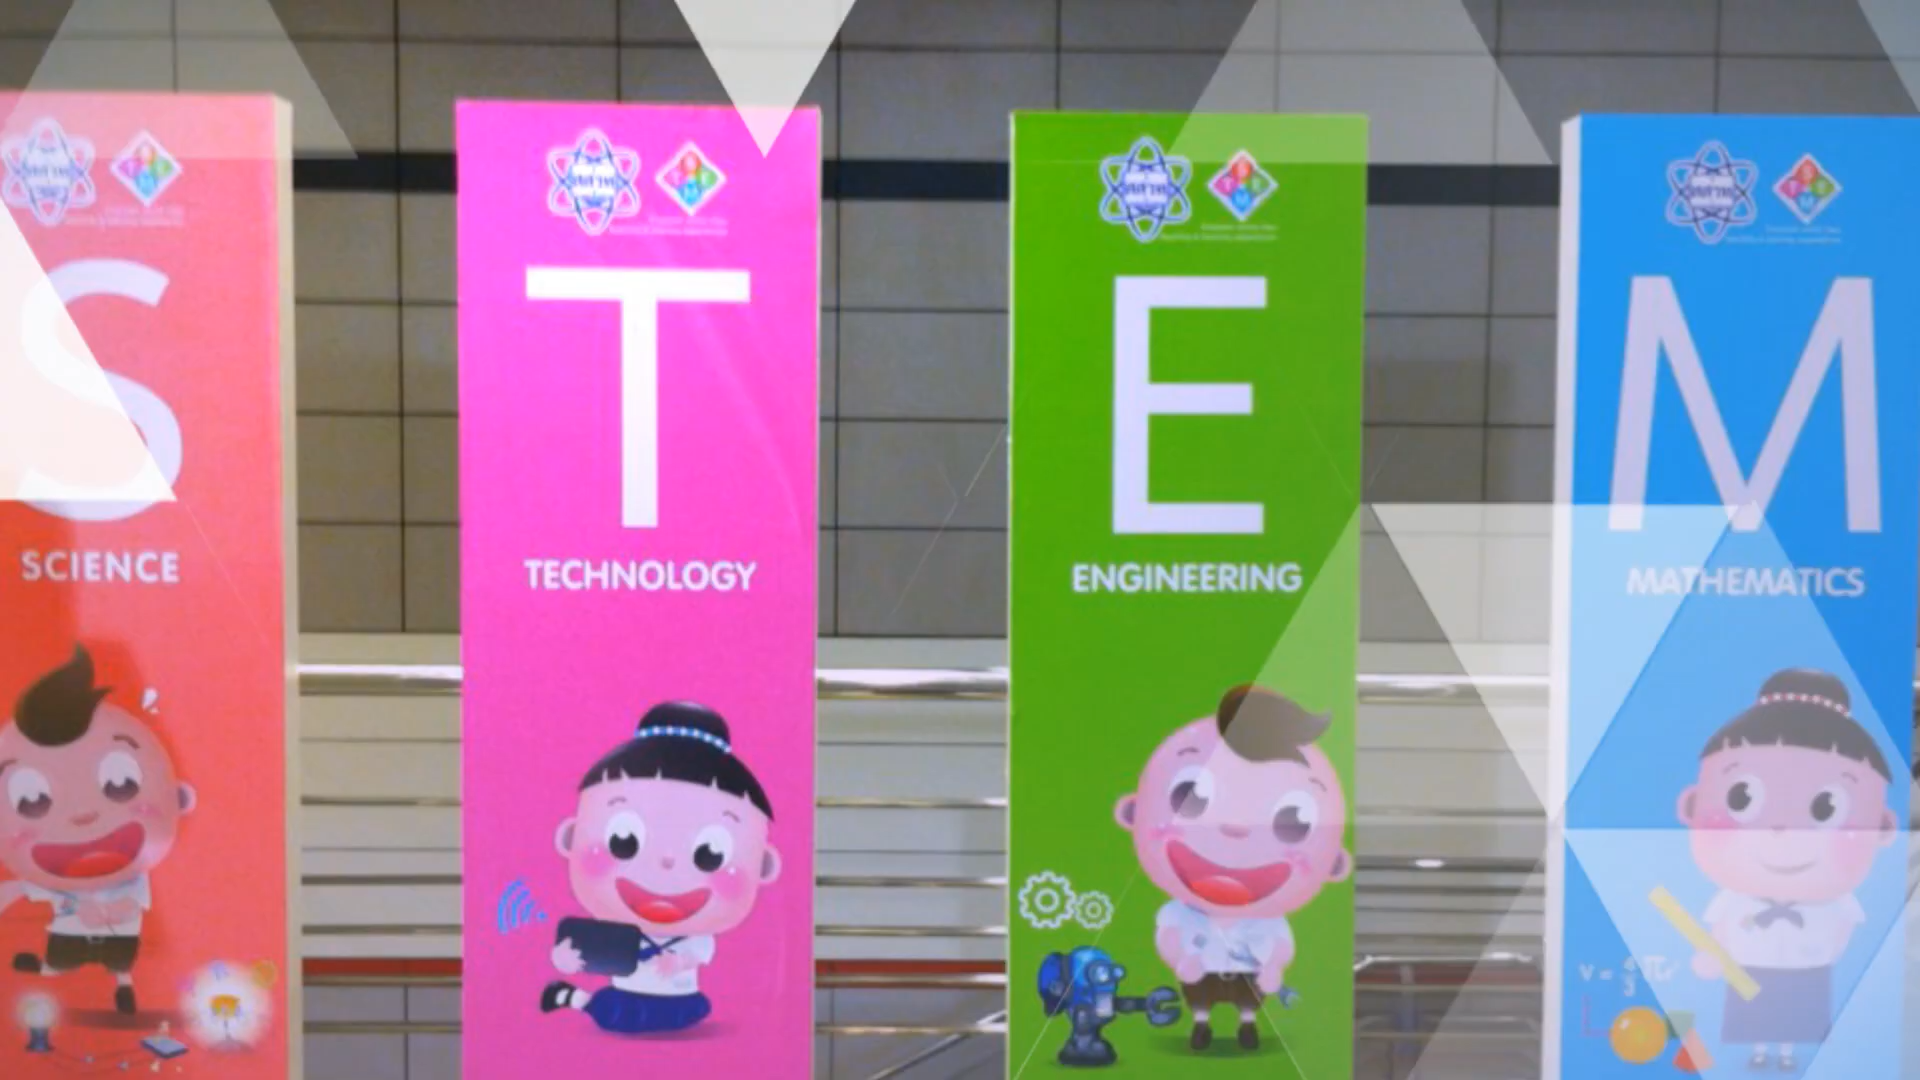 S
SCIENCE
T
TECHNOLOGY
E
ENGINEERING
M
MATHEMATICS